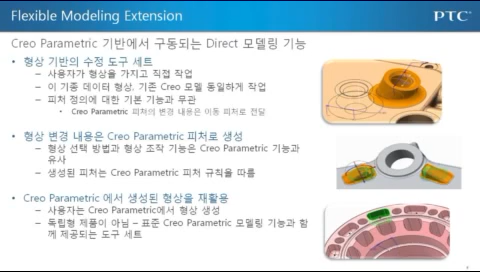 Flexible Modeling Extension
PTC
Creo Parametric 기반에서 구동되는 Direct 모델링 기능
• 형상 기반의 수정 도구 세트
– 사용자가 형상을 가지고 직접 작업
– 이 기종 데이터 형상, 기존 Creo 모델 동일하게 작업
– 피처 정의에 대한 기본 기능과 무관
• Creo Parametric 피처의 변경 내용은 이동 피처로 전달
• 형상 변경 내용은 Creo Parametric 피처로 생성
– 형상 선택 방법과 형상 조작 기능은 Creo Parametric 기능과
유사
– 생성된 피처는 Creo Parametric 피처 규칙을 따름
• Creo Parametric 에서 생성된 형상을 재활용
– 사용자는 Creo Parametric에서 형상 생성
– 독립형 제품이 아님 – 표준 Creo Parametric 모델링 기능과 함
께 제공되는 도구 세트